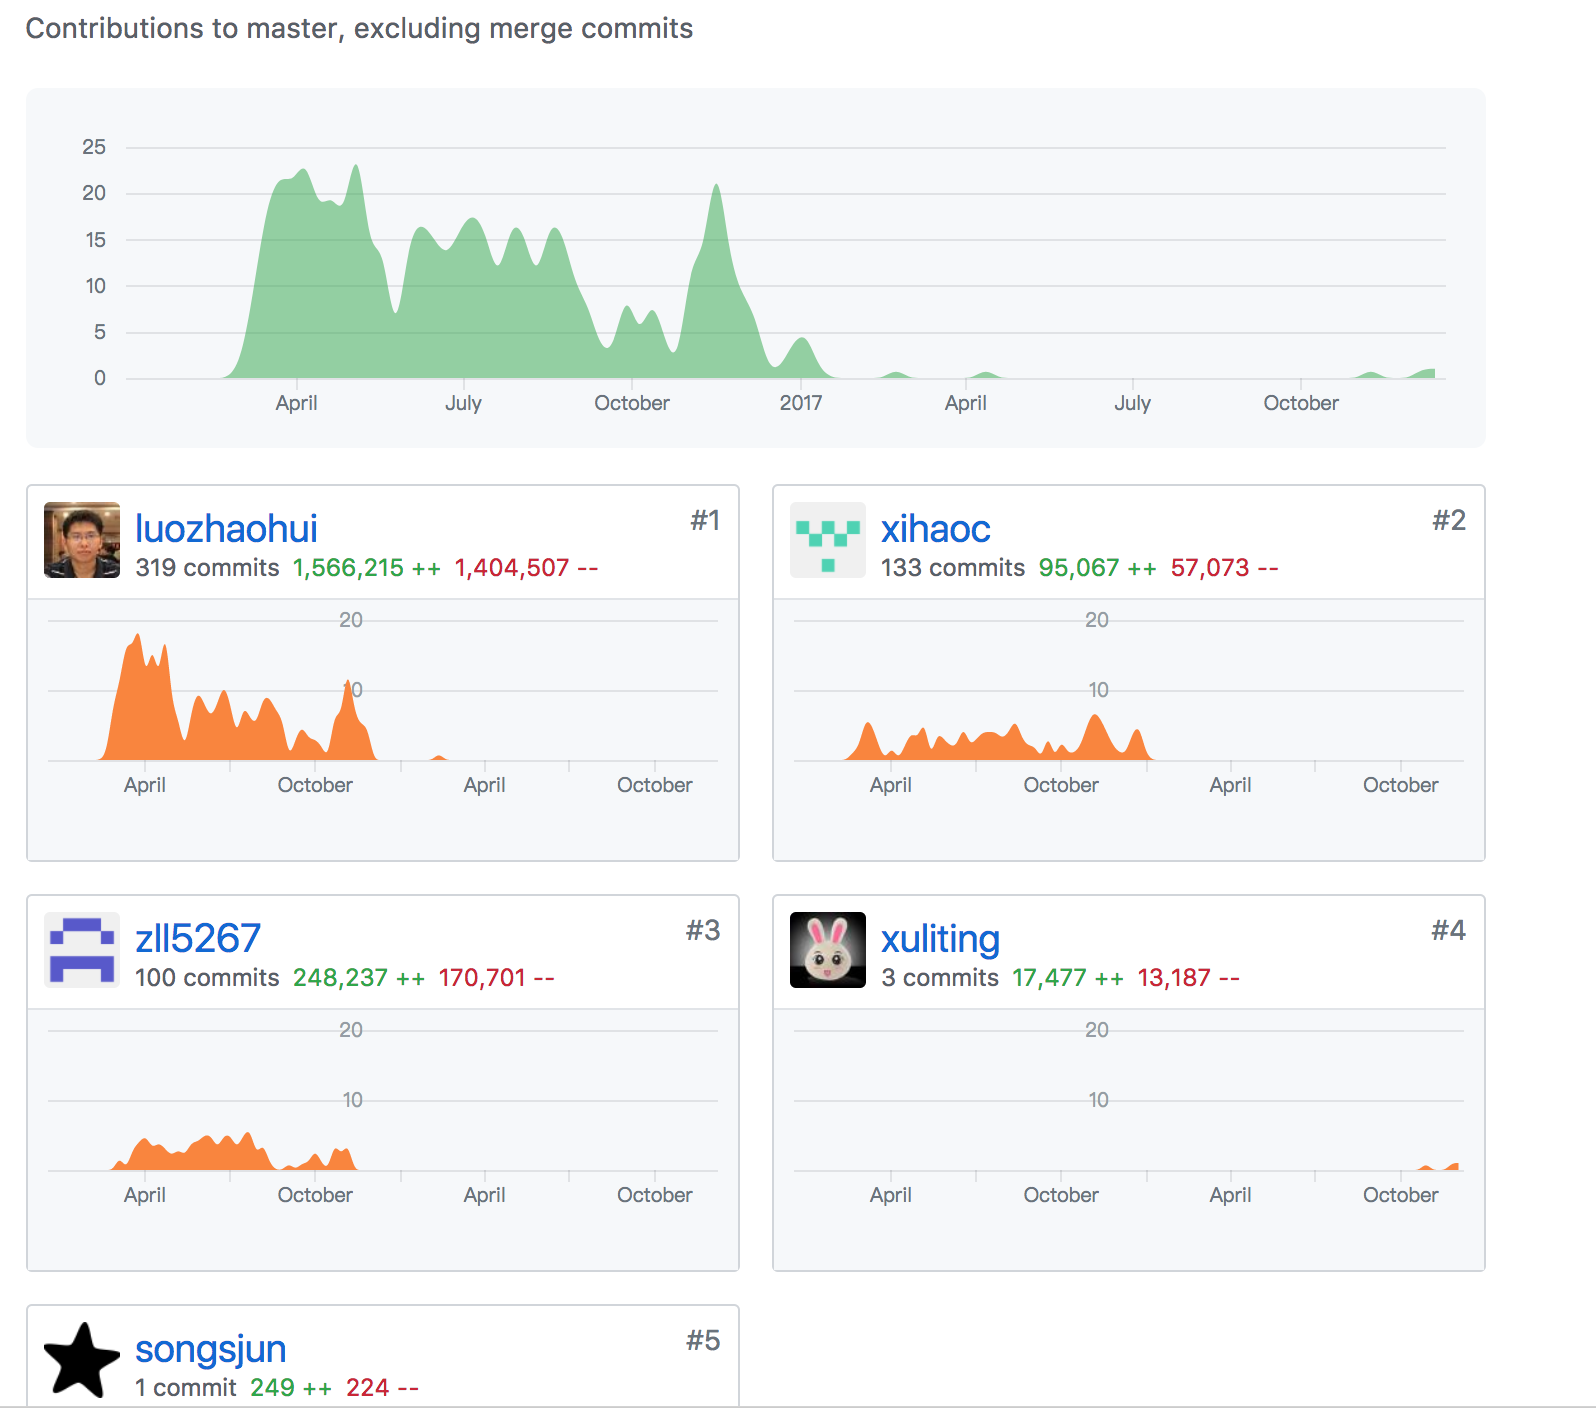 Contributions to master, excluding merge commits
25
20
15
10
5
0
April July October 2017 April July October
luozhaohui #1
319 commits 1,566,215 ++ 1,404,507 --
20
10
April October April October
xihaoc #2
133 commits 95,067 ++ 57,073 --
20
10
April October April October
zll5267 #3
100 commits 248,237 ++ 170,701 --
20
10
April October April October
xuliting #4
3 commits 17,477 ++ 13,187 --
20
10
April October April October
songsjun #5
1 commit 249 ++ 224 --